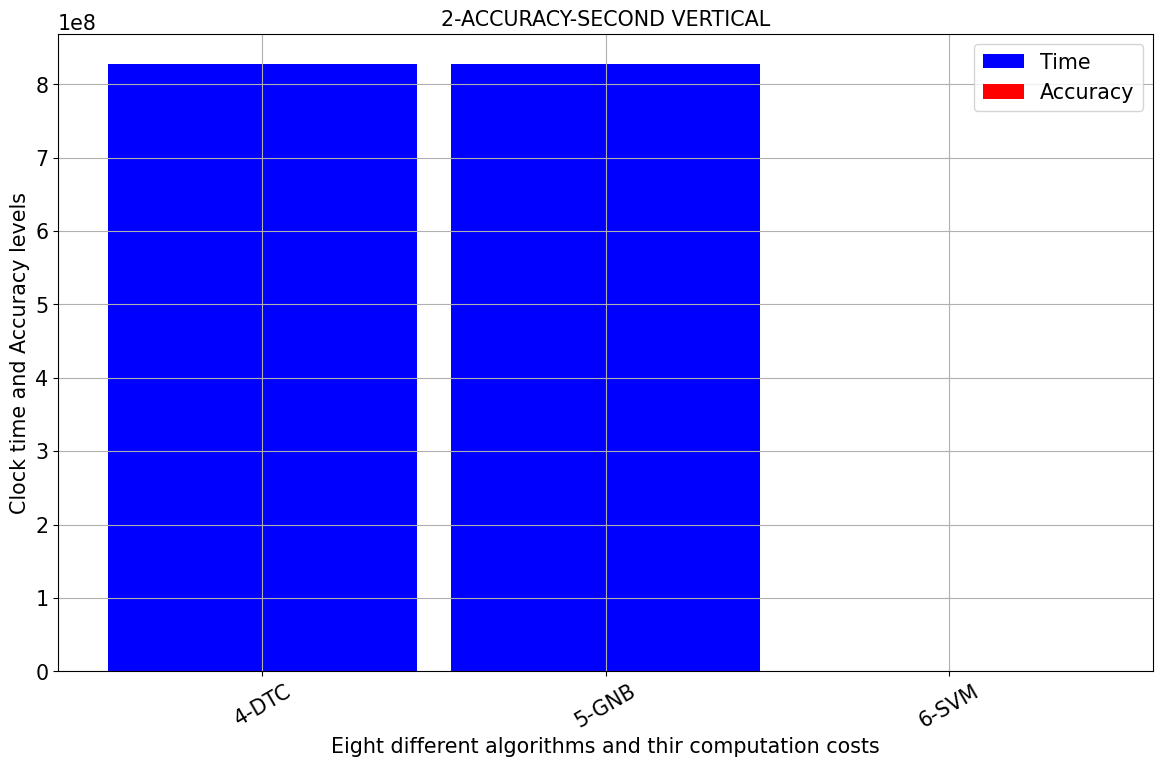 2-ACCURACY-SECOND VERTICAL
1e8
Time
Accuracy
8
7
6
5
4
3
2
1
0
Clock time and Accuracy levels
4-DTC
5-GNB
6-SVM
Eight different algorithms and thir computation costs